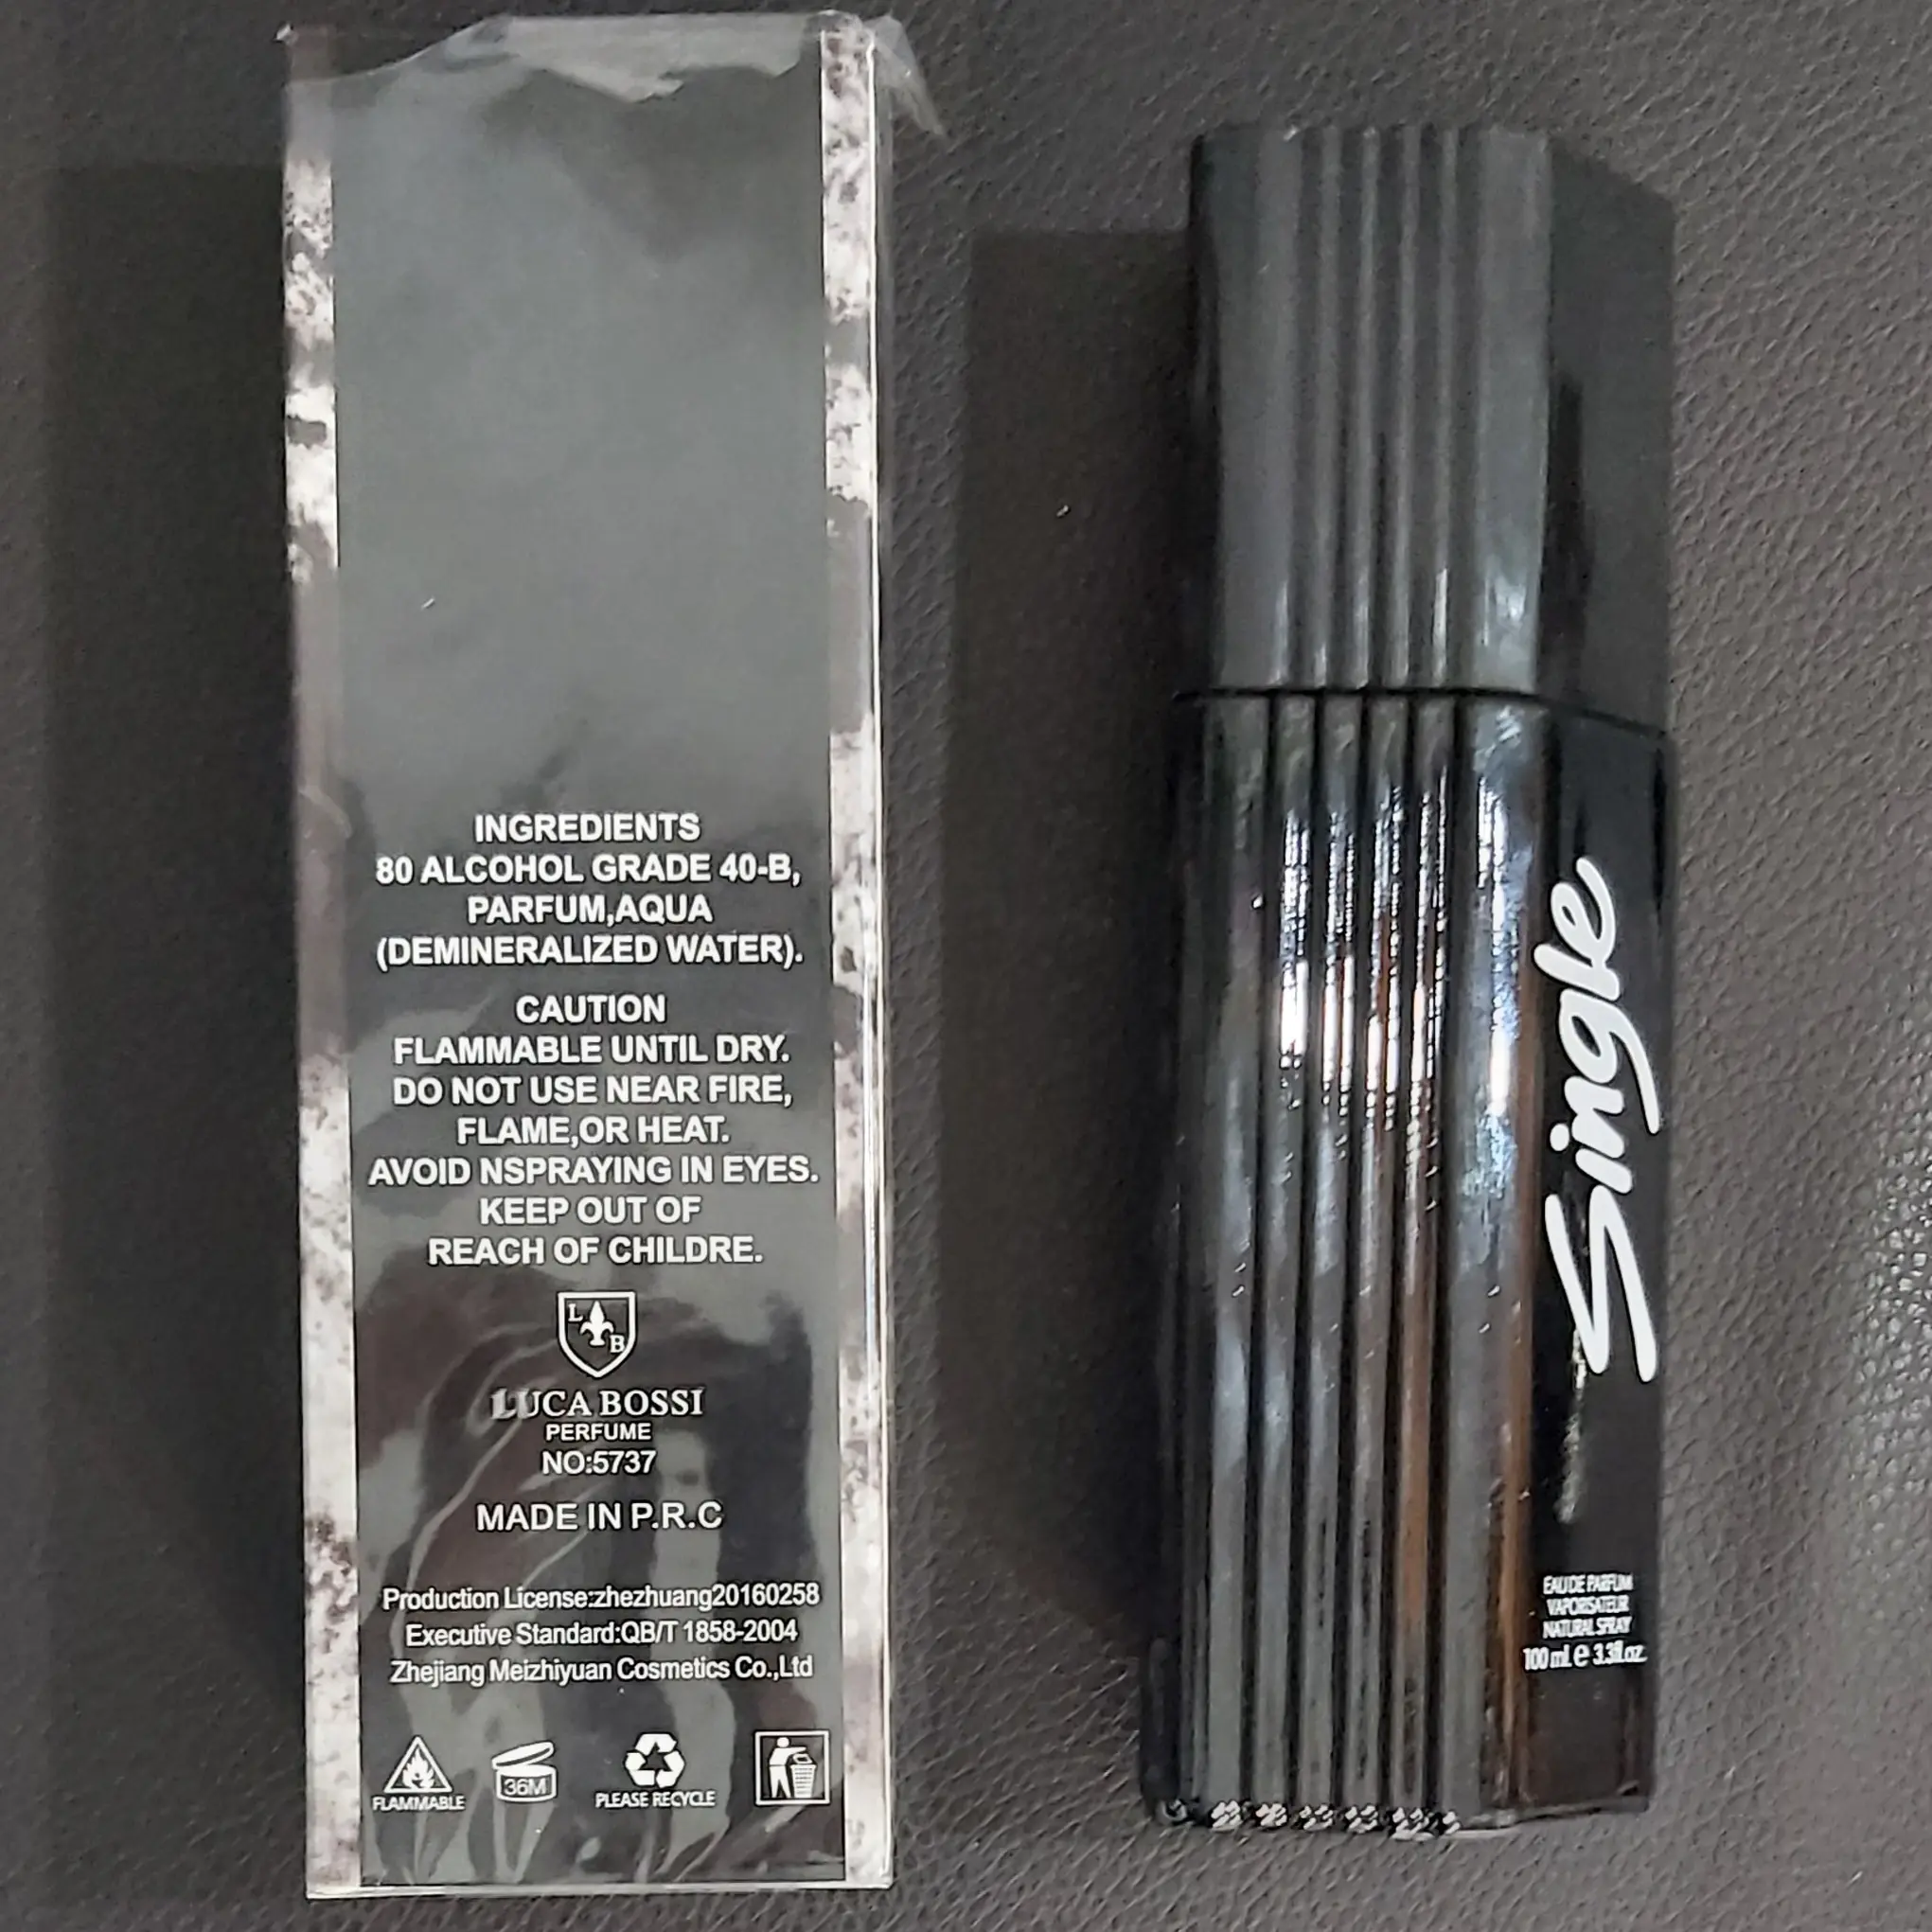 INGREDIENTS
80 ALCOHOL GRADE 40-B,
PARFUM,AQUA
(DEMINERALIZED WATER).
CAUTION
FLAMMABLE UNTIL DRY.
DO NOT USE NEAR FIRE,
FLAME,OR HEAT.
AVOID NSPRAYING IN EYES.
KEEP OUT OF
REACH OF CHILDRE.
L
B
LUCA BOSSI
PERFUME
NO:5737
MADE IN P.R.C
Production License:zhezhuang20160258
Executive Standard:QB/T 1858-2004
Zhejiang Meizhiyuan Cosmetics Co.,Ltd
FLAMMABLE
36M
PLEASE RECYCLE
Single
EAU DE PARFUM
VAPORISATEUR
NATURAL SPRAY
100 ml. e 3.3fl.oz.